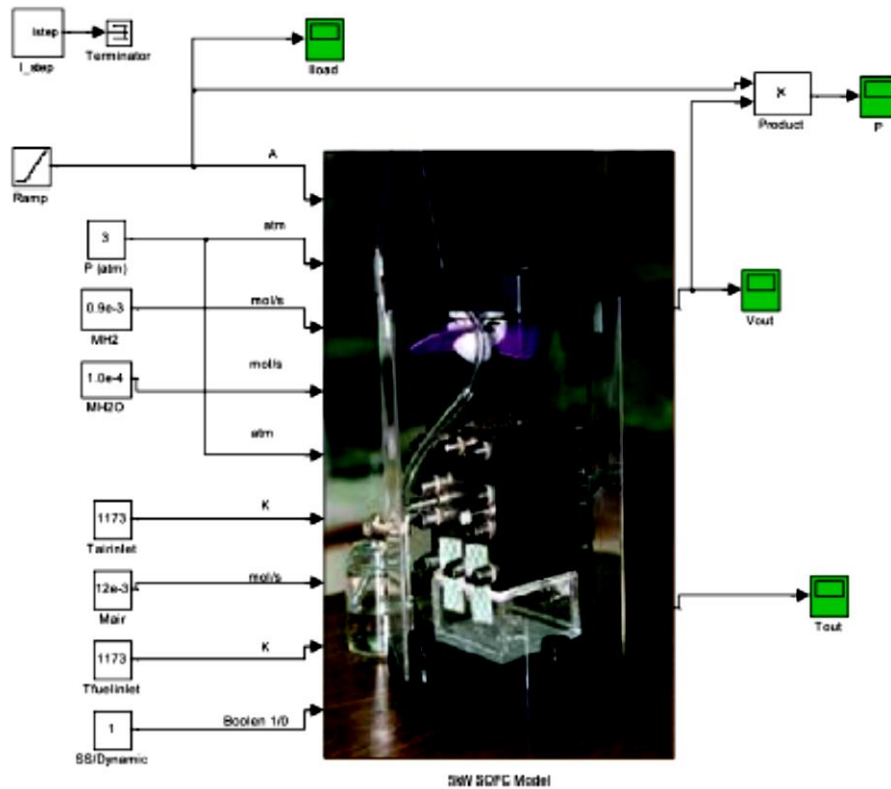 Istep
I_step
Terminator
Iload
Product
P
Ramp
A
3
P (atm)
atm
0.9e-3
MH2
mol/s
1.0e-4
MH2O
mol/s
atm
1173
Tairinlet
K
12e-3
Mair
mol/s
1173
Tfuelinlet
K
1
SS/Dynamic
Boolen 1/0
Vout
Tout
5kW SOFC Model